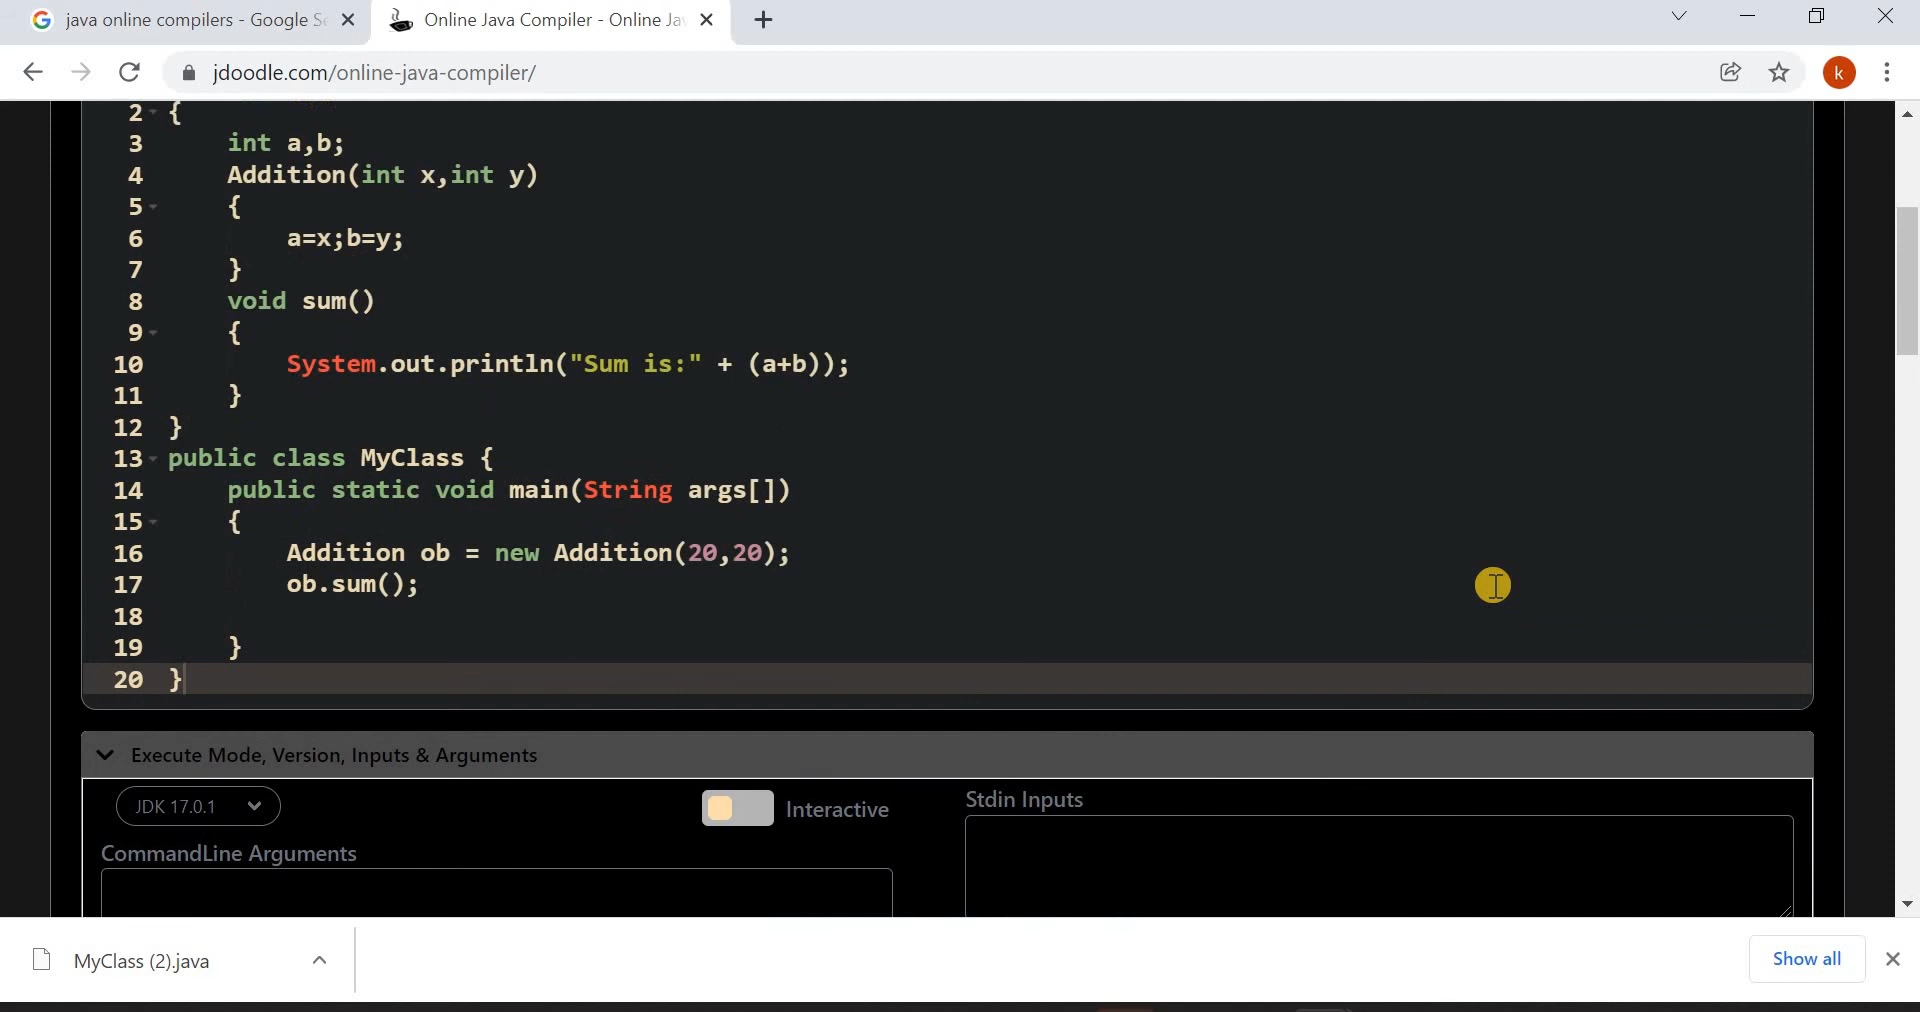 java online compilers - Google Se
Online Java Compiler - Online Jav
jdoodle.com/online-java-compiler/
k
2 {
3 int a,b;
4 Addition(int x,int y)
5 {
6 a=x;b=y;
7 }
8 void sum()
9 {
10 System.out.println("Sum is:" + (a+b));
11 }
12 }
13 public class MyClass {
14 public static void main(String args[])
15 {
16 Addition ob = new Addition(20,20);
17 ob.sum();
18
19 }
20 }
Execute Mode, Version, Inputs & Arguments
JDK 17.0.1
Interactive
Stdin Inputs
CommandLine Arguments
MyClass (2).java
Show all